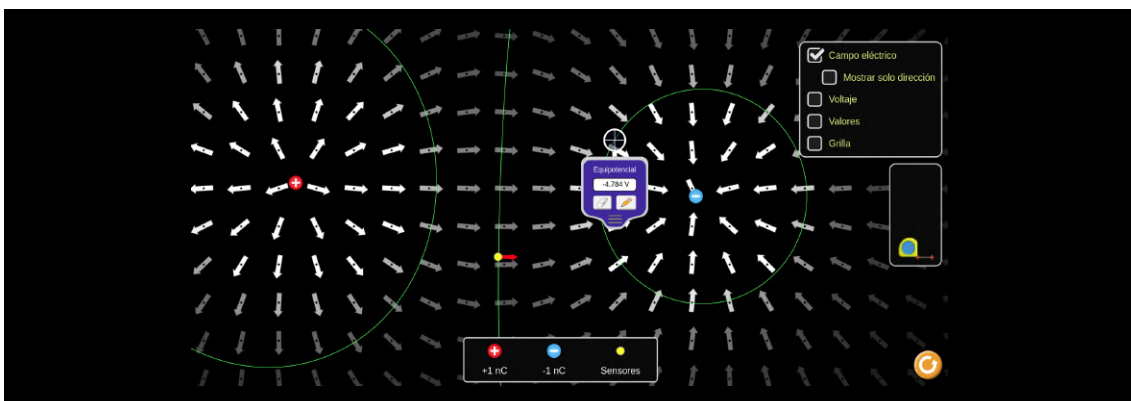 Campo eléctrico
Mostrar solo dirección
Voltaje
Valores
Grilla
Equipotencial
-4.784 V
+1 nC
-1 nC
Sensores